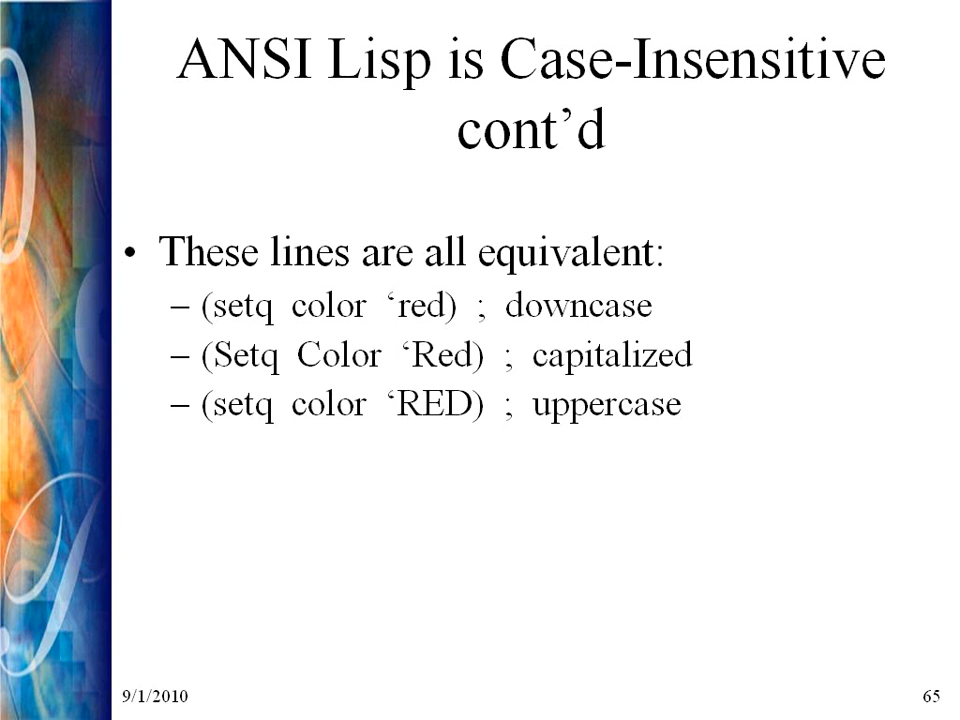 ANSI Lisp is Case-Insensitive
cont’d
• These lines are all equivalent:
– (setq color ‘red) ; downcase
– (Setq Color ‘Red) ; capitalized
– (setq color ‘RED) ; uppercase
9/1/2010
65